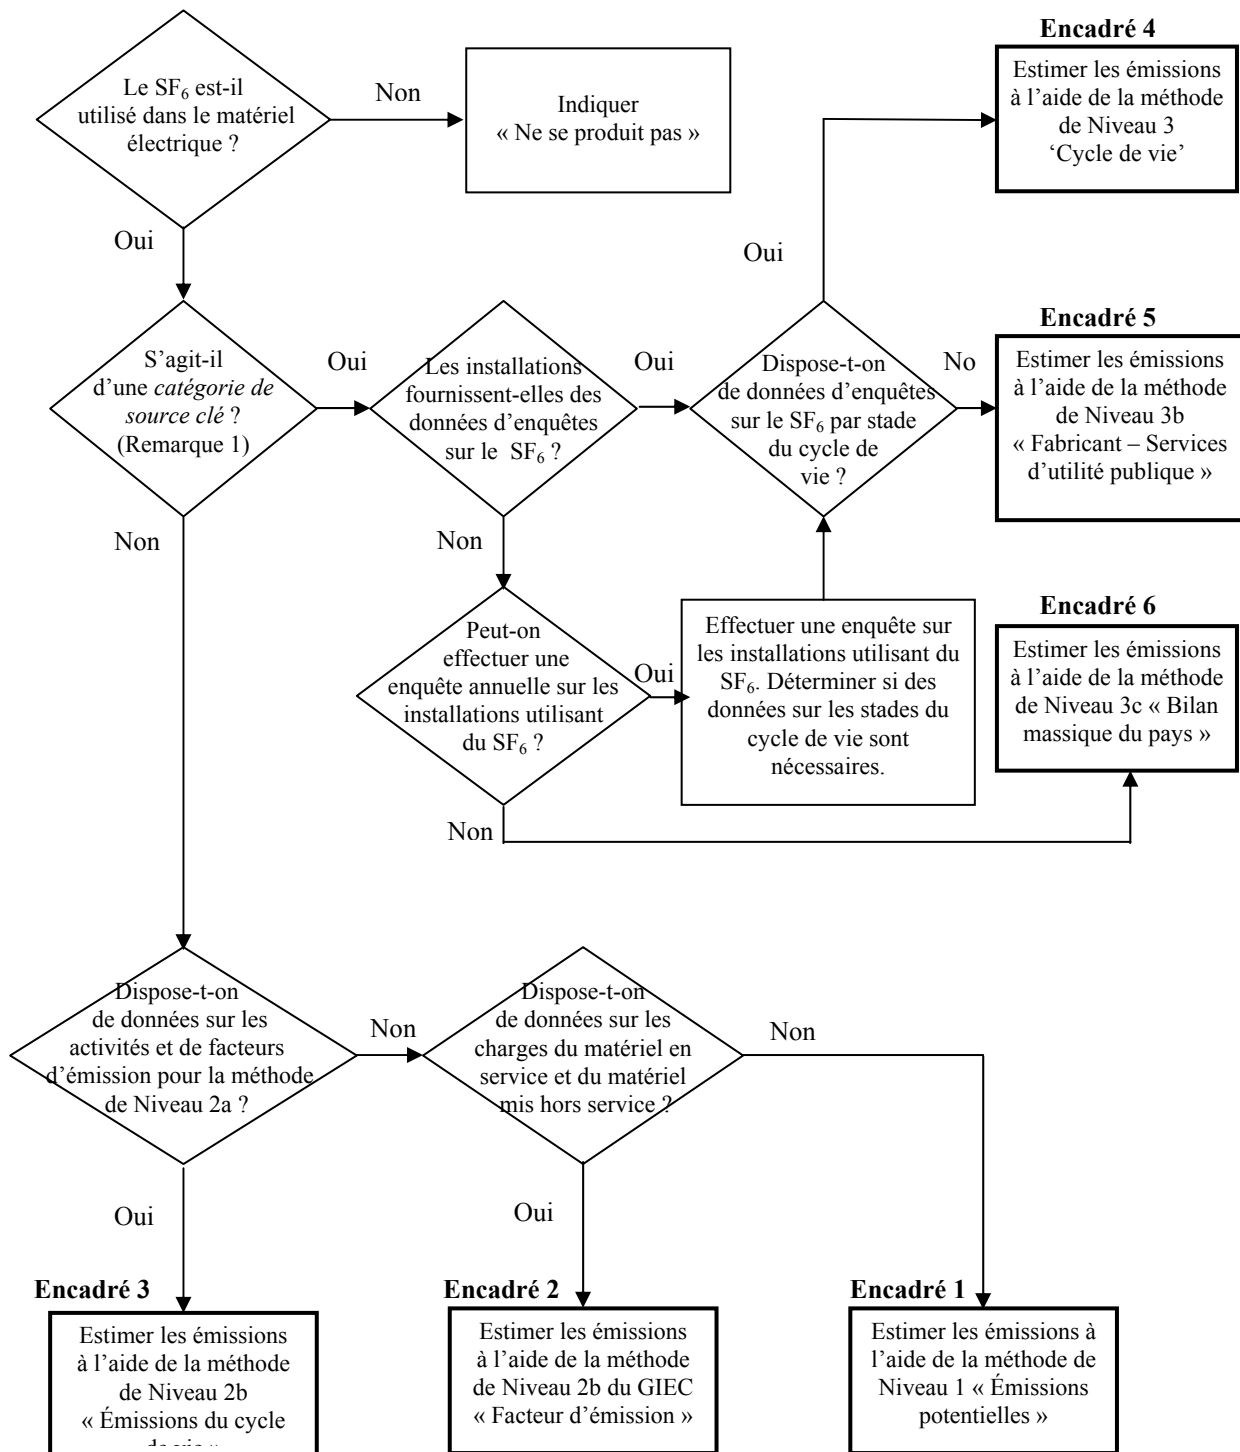 Le SF₆ est-il
utilisé dans le matériel
électrique ?
Non
Indiquer
« Ne se produit pas »
Encadré 4
Estimer les émissions
à l’aide de la méthode
de Niveau 3
‘Cycle de vie’
Oui
Oui
S’agit-il
d’une catégorie de
source clé ?
(Remarque 1)
Oui
Les installations
fournissent-elles des
données d’enquêtes
sur le SF₆ ?
Oui
Dispose-t-on
de données d’enquêtes
sur le SF₆ par stade
du cycle de
vie ?
No
Encadré 5
Estimer les émissions
à l’aide de la méthode
de Niveau 3b
« Fabricant – Services
d’utilité publique »
Non
Non
Peut-on
effectuer une
enquête annuelle sur les
installations utilisant
du SF₆ ?
Oui
Effectuer une enquête sur
les installations utilisant du
SF₆. Déterminer si des
données sur les stades du
cycle de vie sont
nécessaires.
Encadré 6
Estimer les émissions
à l’aide de la méthode
de Niveau 3c « Bilan
massique du pays »
Non
Dispose-t-on
de données sur les
activités et de facteurs
d’émission pour la méthode
de Niveau 2a ?
Non
Dispose-t-on
de données sur les
charges du matériel en
service et du matériel
mis hors service ?
Non
Oui
Oui
Encadré 3
Estimer les émissions
à l’aide de la méthode
de Niveau 2b
« Émissions du cycle
de vie »
Encadré 2
Estimer les émissions
à l’aide de la méthode
de Niveau 2b du GIEC
« Facteur d’émission »
Encadré 1
Estimer les émissions à
l’aide de la méthode de
Niveau 1 « Émissions
potentielles »